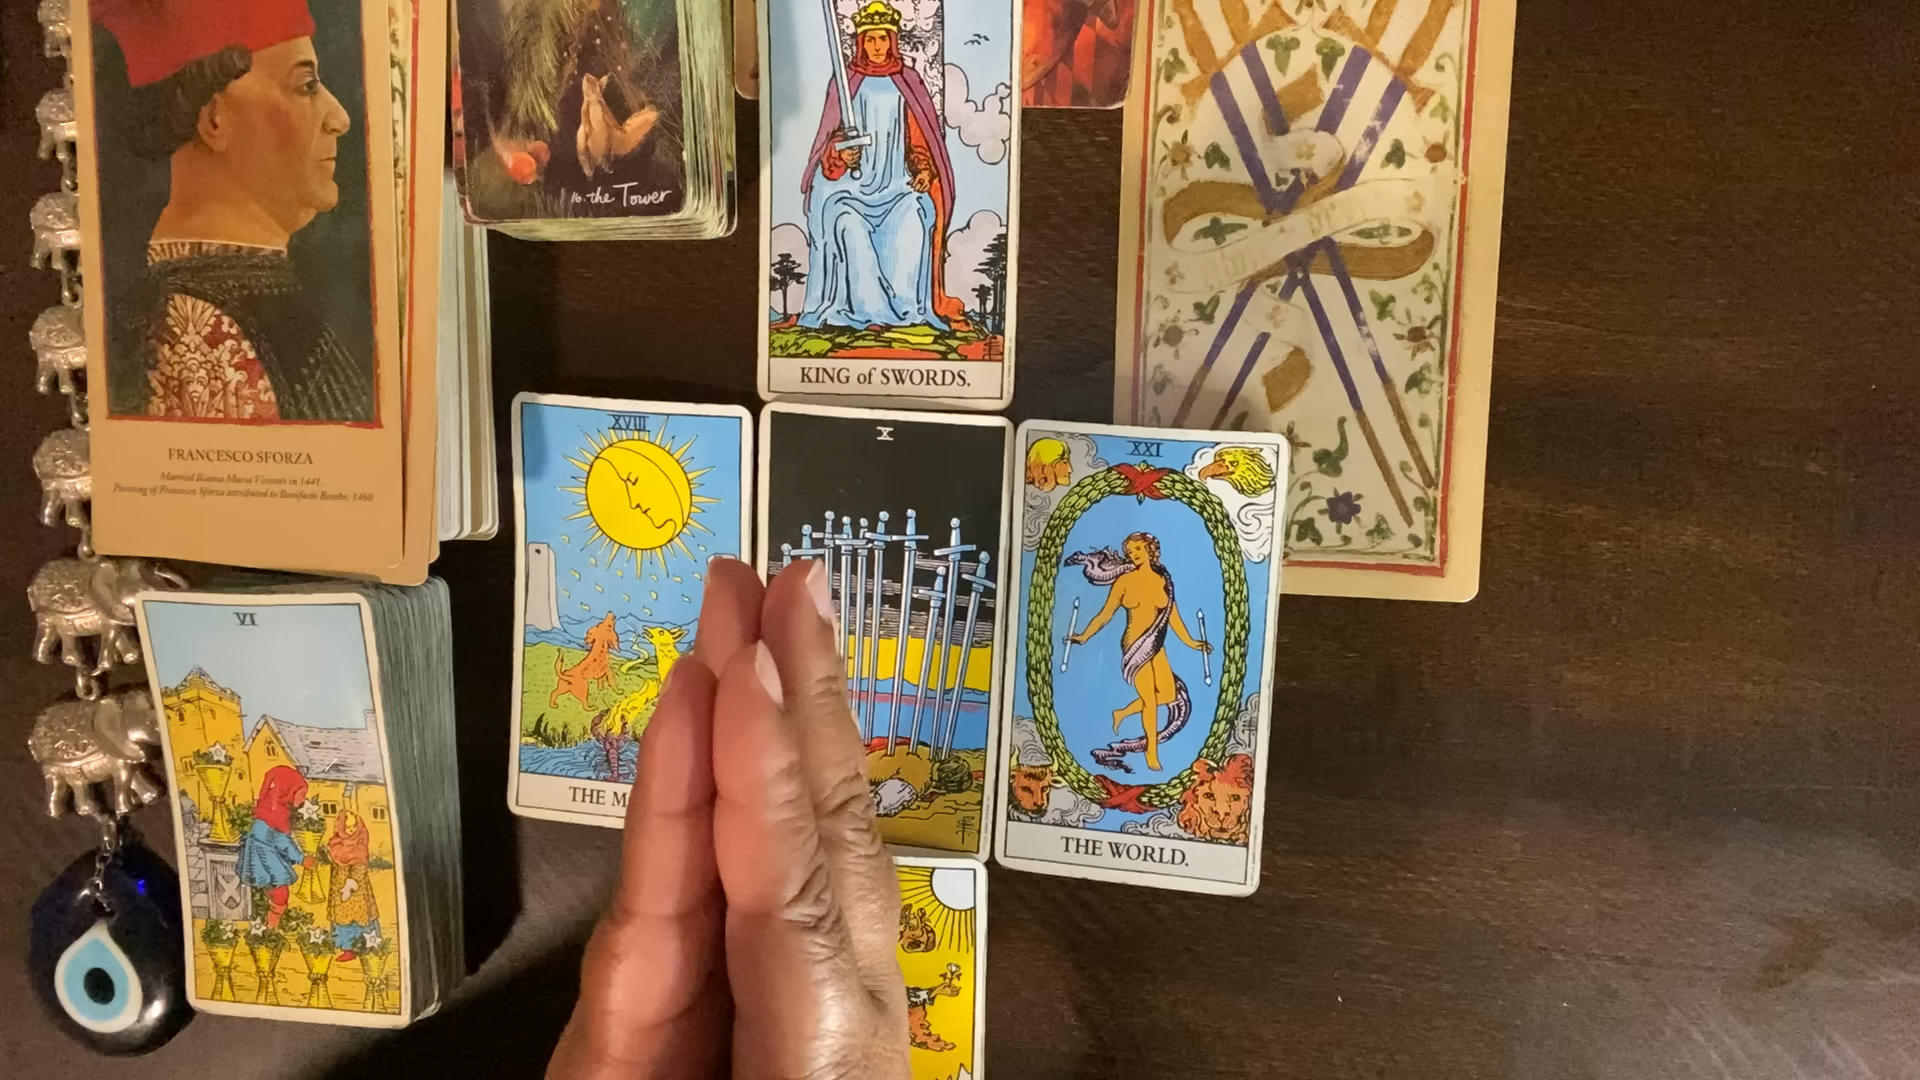 16. the Tower
KING of SWORDS.
FRANCESCO SFORZA
Married Bianca Maria Visconti in 1441.
Painting of Francesco Sforza attributed to Bonifacio Bembo, 1460
XVIII
X
XXI
VI
THE M
THE WORLD.